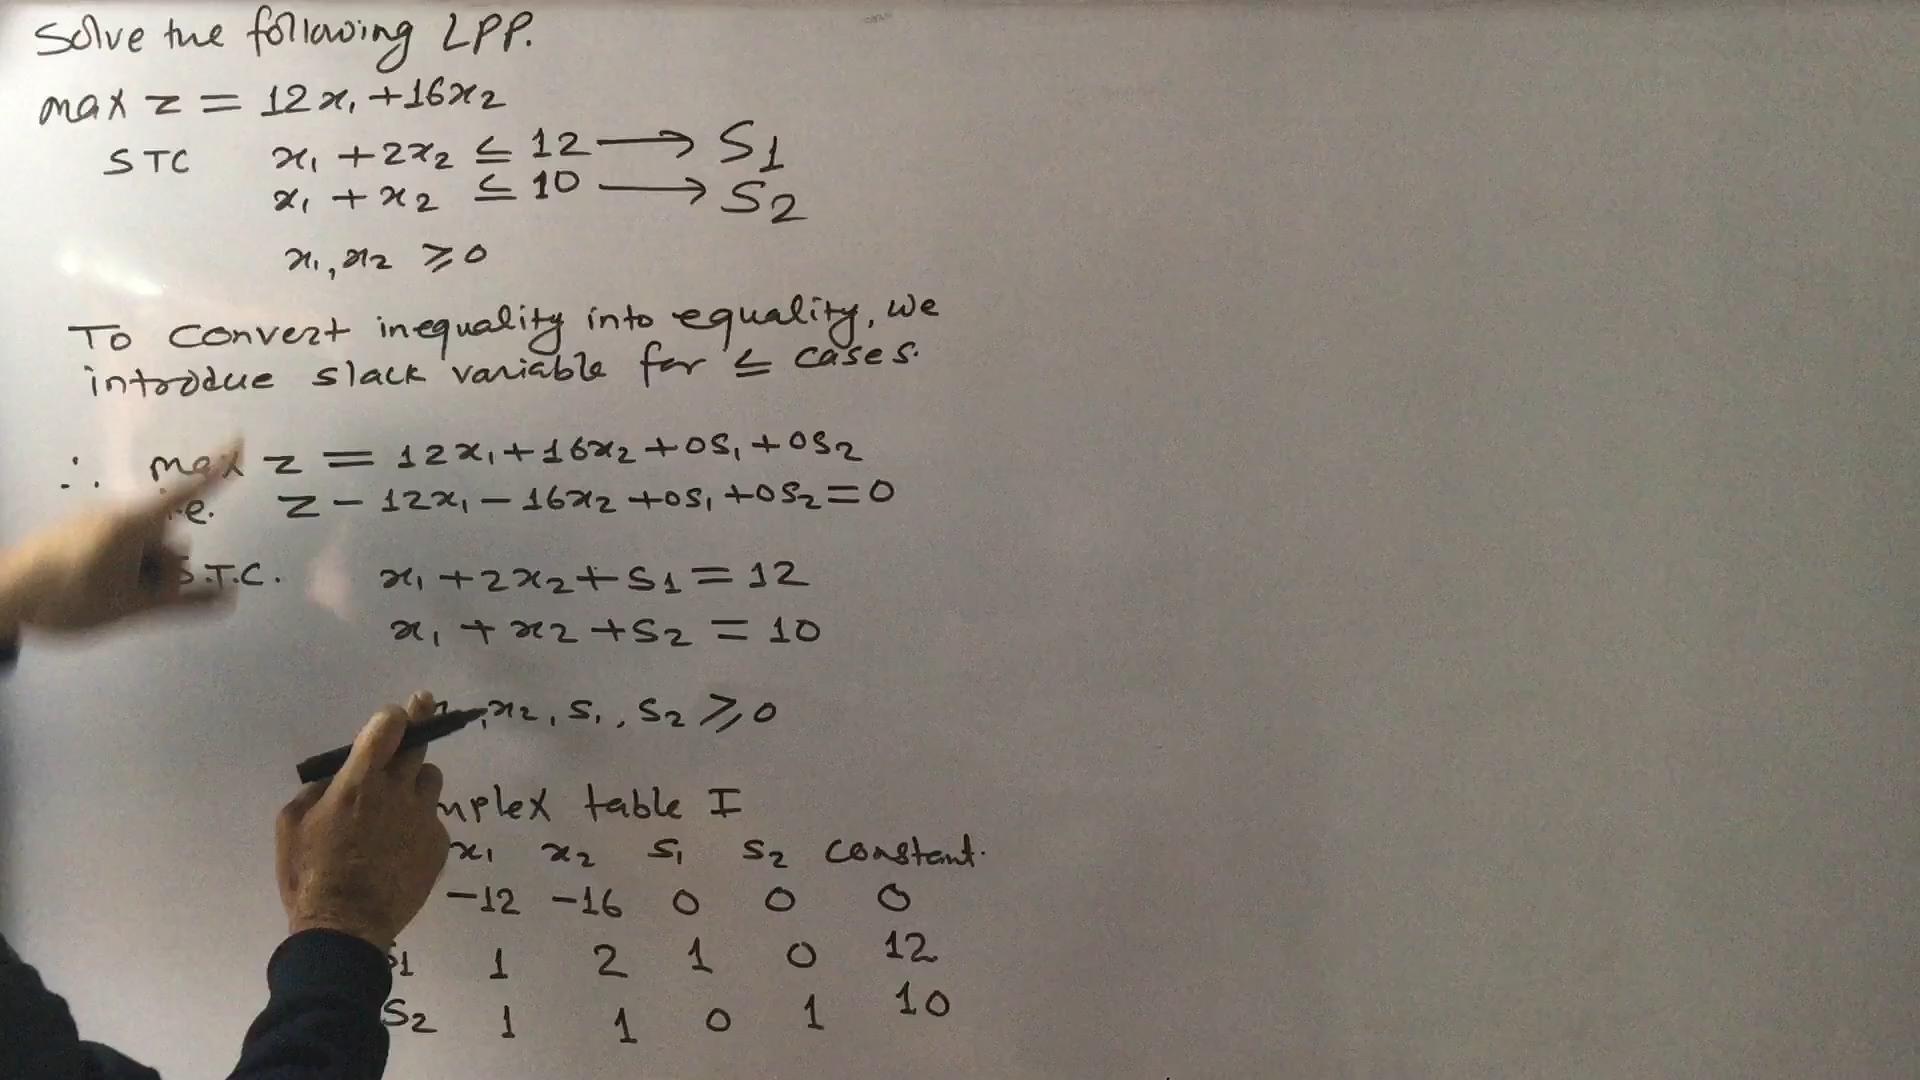 Solve the following LPP.
max z = 12x₁ + 16x₂
STC x₁ + 2x₂ ≤ 12 → S1
x₁ + x₂ ≤ 10 → S2
x₁, x₂ ≥ 0
To convert inequality into equality, we
introdue slack variable for ≤ cases.
∴ max z = 12x₁ + 16x₂ + 0S₁ + 0S₂
i.e. z - 12x₁ - 16x₂ + 0S₁ + 0S₂ = 0
S.T.C. x₁ + 2x₂ + S1 = 12
x₁ + x₂ + S₂ = 10
, x₂, S₁, S₂ ≥ 0
table I
x₁ x₂ S₁ S₂ constant.
-12 -16 0 0 0
S1 1 2 1 0 12
S₂ 1 1 0 1 10